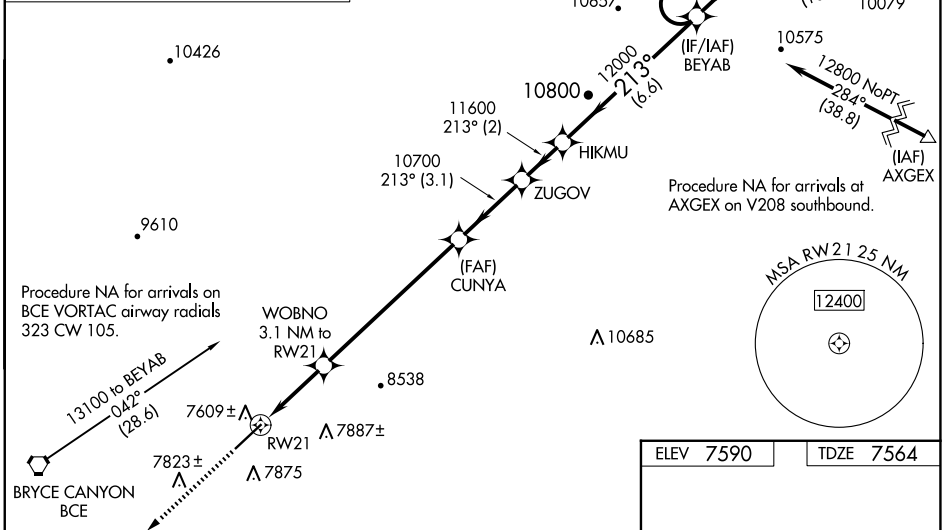 10657
10079
10426
(IF/IAF)
BEYAB
10575
12000
213°
(6.6)
10800
12800 NoPT
284°
(38.8)
11600
213° (2)
HIKMU
(IAF)
AXGEX
10700
213° (3.1)
ZUGOV
Procedure NA for arrivals at
AXGEX on V208 southbound.
9610
(FAF)
CUNYA
MSA RW21 25 NM
12400
Procedure NA for arrivals on
BCE VORTAC airway radials
323 CW 105.
WOBNO
3.1 NM to
RW21
10685
13100 to BEYAB
042°
(28.6)
8538
7609±
RW21
7887±
7823±
7875
BRYCE CANYON
BCE
ELEV 7590
TDZE 7564